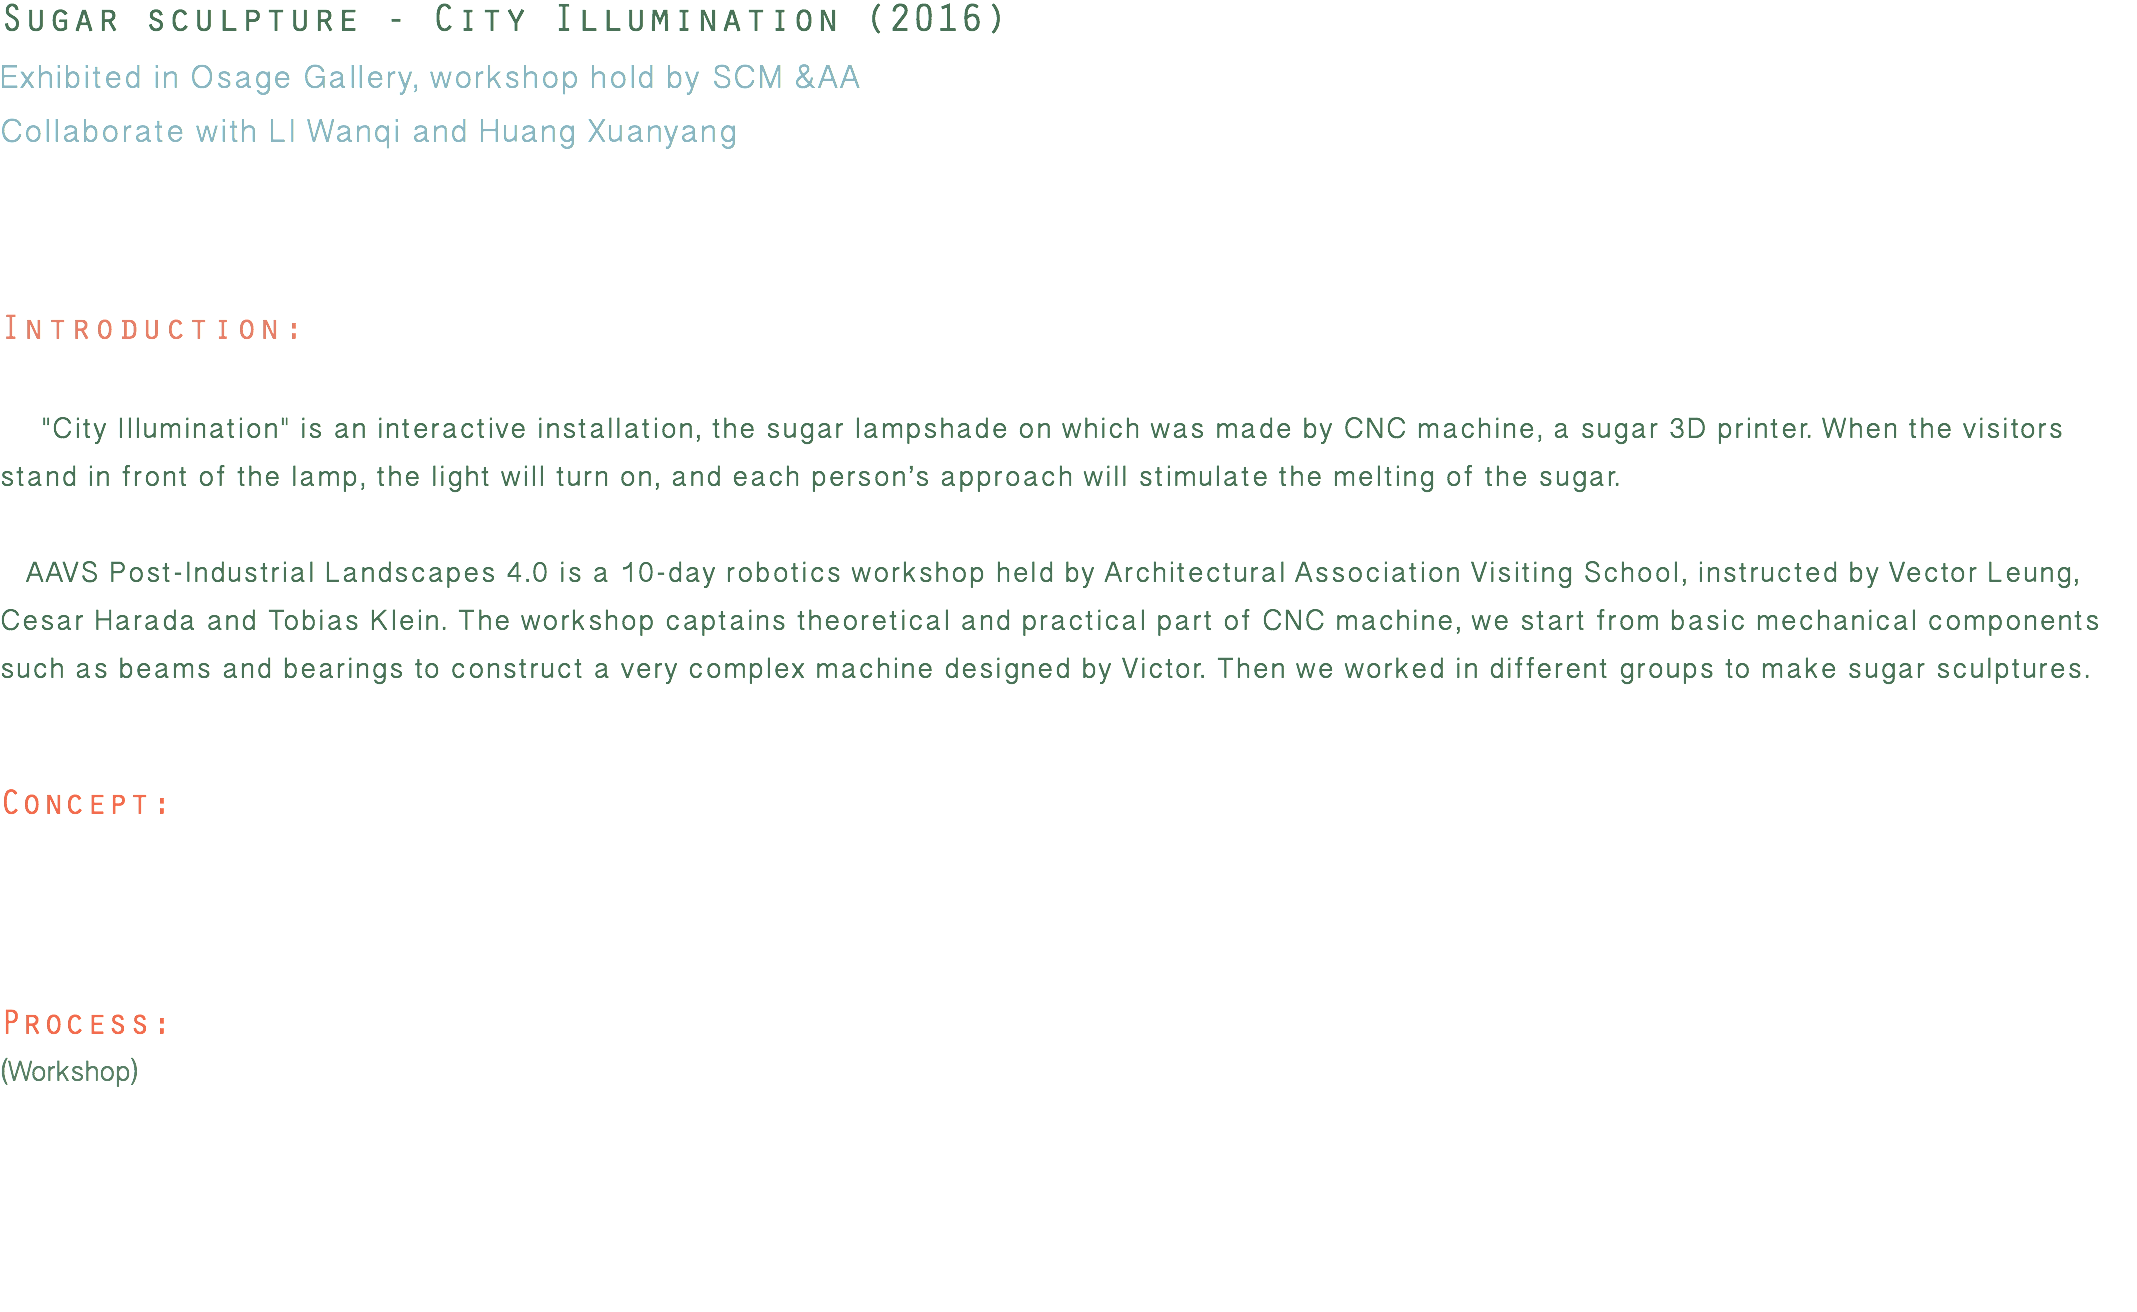 Sugar sculpture - City Illumination (2016)
Exhibited in Osage Gallery, workshop hold by SCM &AA
Collaborate with LI Wanqi and Huang Xuanyang
Introduction:
"City Illumination" is an interactive installation, the sugar lampshade on which was made by CNC machine, a sugar 3D printer. When the visitors
stand in front of the lamp, the light will turn on, and each person’s approach will stimulate the melting of the sugar.
AAVS Post-Industrial Landscapes 4.0 is a 10-day robotics workshop held by Architectural Association Visiting School, instructed by Vector Leung,
Cesar Harada and Tobias Klein. The workshop captains theoretical and practical part of CNC machine, we start from basic mechanical components
such as beams and bearings to construct a very complex machine designed by Victor. Then we worked in different groups to make sugar sculptures.
Concept:
Process:
(Workshop)